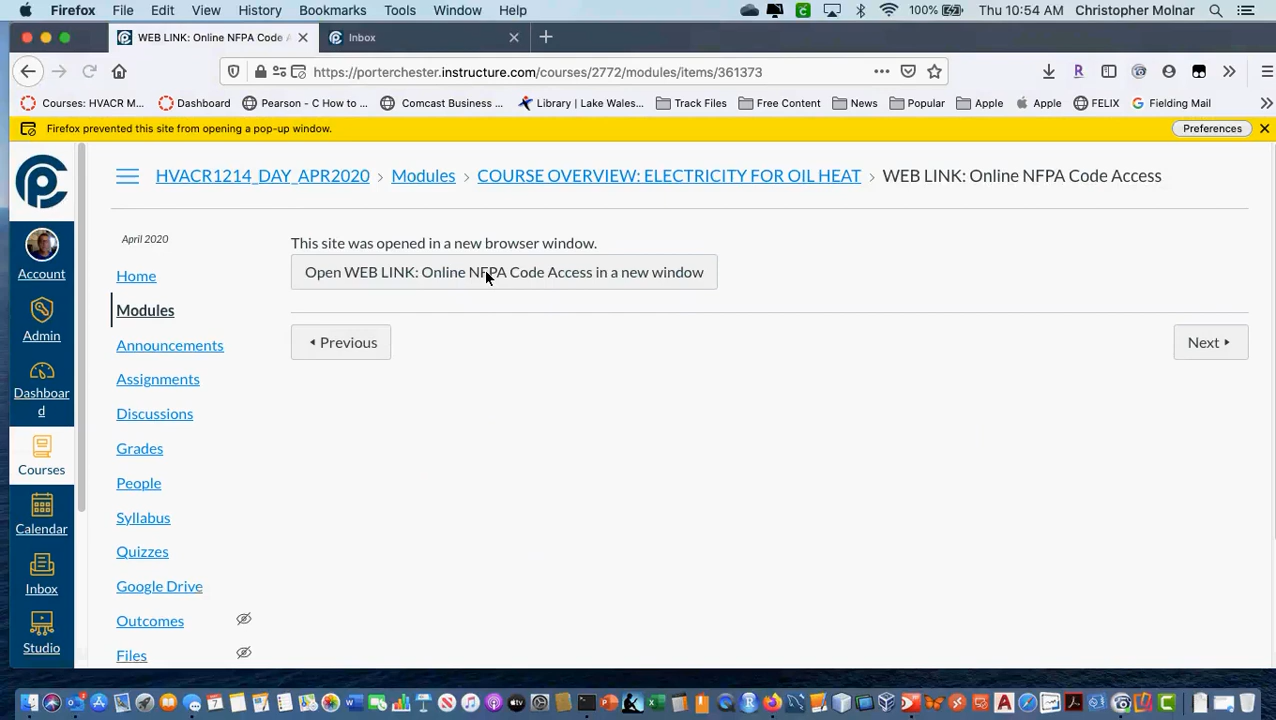 Firefox File Edit View History Bookmarks Tools Window Help 100% Thu 10:54 AM Christopher Molnar
WEB LINK: Online NFPA Code A
Inbox
https://porterchester.instructure.com/courses/2772/modules/items/361373
Courses: HVACR M... Dashboard Pearson - C How to ... Comcast Business ... Library | Lake Wales... Track Files Free Content News Popular Apple Apple FELIX Fielding Mail
Firefox prevented this site from opening a pop-up window. Preferences
HVACR1214_DAY_APR2020 > Modules > COURSE OVERVIEW: ELECTRICITY FOR OIL HEAT > WEB LINK: Online NFPA Code Access
Account
Admin
Dashboar
d
Courses
Calendar
Inbox
Studio
April 2020
Home
Modules
Announcements
Assignments
Discussions
Grades
People
Syllabus
Quizzes
Google Drive
Outcomes
Files
This site was opened in a new browser window.
Open WEB LINK: Online NFPA Code Access in a new window
Previous
Next